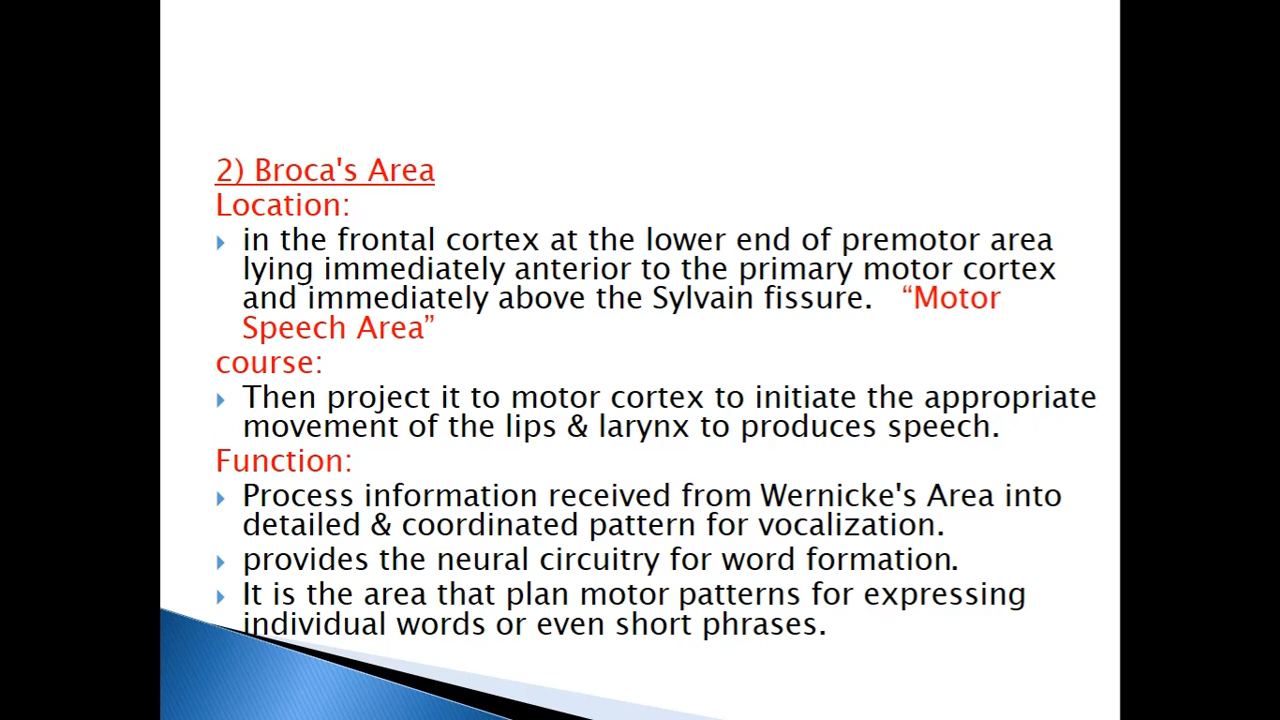 2) Broca's Area
Location:
in the frontal cortex at the lower end of premotor area
lying immediately anterior to the primary motor cortex
and immediately above the Sylvain fissure. “Motor
Speech Area”
course:
Then project it to motor cortex to initiate the appropriate
movement of the lips & larynx to produces speech.
Function:
Process information received from Wernicke's Area into
detailed & coordinated pattern for vocalization.
provides the neural circuitry for word formation.
It is the area that plan motor patterns for expressing
individual words or even short phrases.